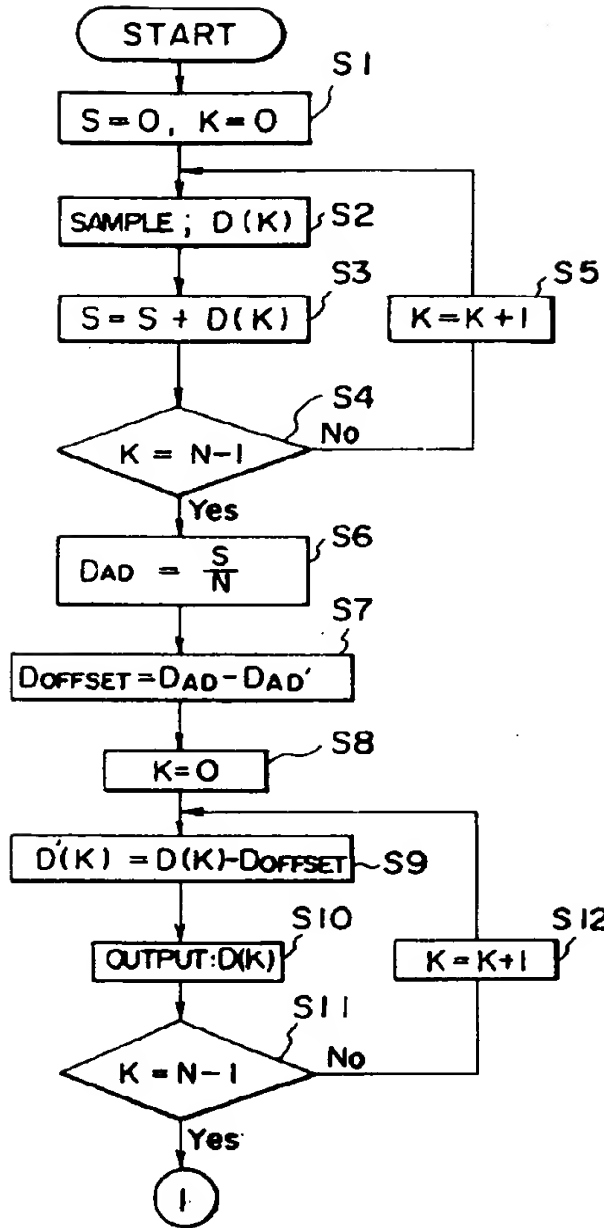 START
S1
S=0, K=0
SAMPLE; D(K)
S2
S3
S=S + D(K)
S5
K=K+1
S4
K = N-1
No
Yes
S6
DAD = S/N
S7
DOFFSET=DAD-DAD'
S8
K=0
D'(K) = D(K)-DOFFSET
S9
S10
OUTPUT:D(K)
S12
K=K+1
S11
K=N-1
No
Yes
1